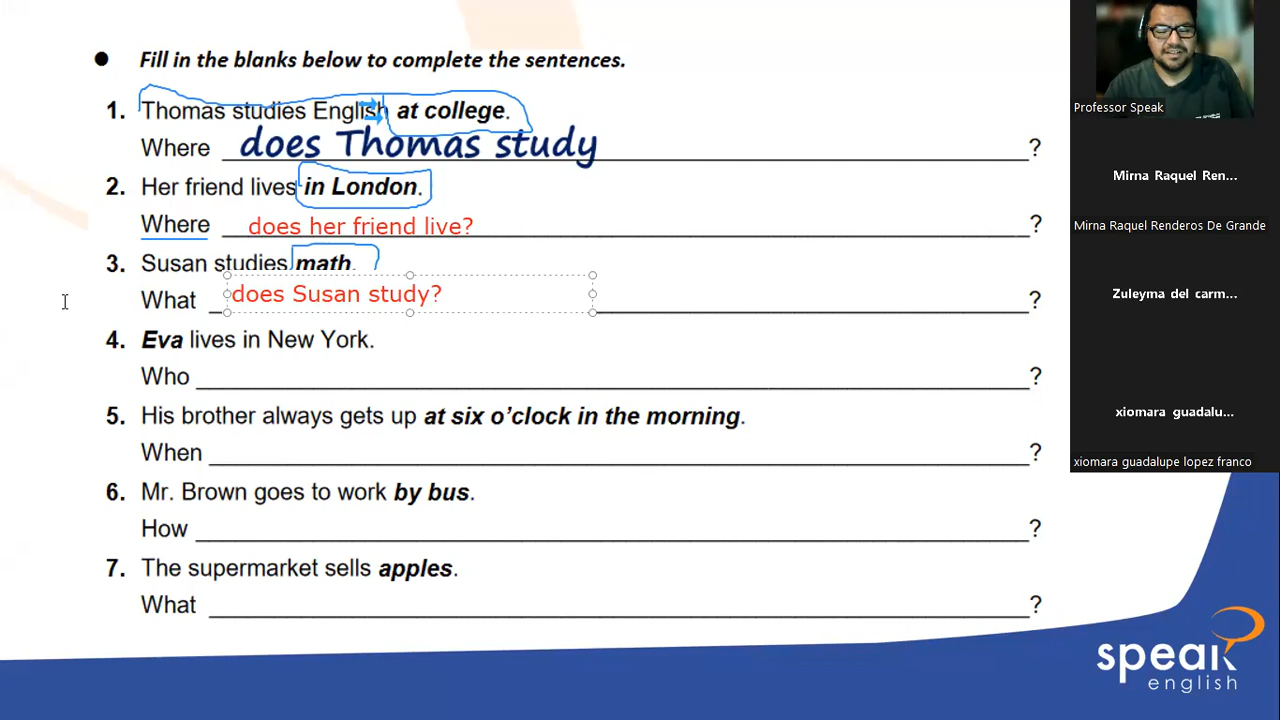 ● Fill in the blanks below to complete the sentences.
1. Thomas studies English at college.
Where does Thomas study ?
2. Her friend lives in London.
Where does her friend live? ?
3. Susan studies math.
What does Susan study? ?
4. Eva lives in New York.
Who ?
5. His brother always gets up at six o’clock in the morning.
When ?
6. Mr. Brown goes to work by bus.
How ?
7. The supermarket sells apples.
What ?
Professor Speak
Mirna Raquel Ren...
Mirna Raquel Renderos De Grande
Zuleyma del carm...
xiomara guadalu...
xiomara guadalupe lopez franco
speak
english